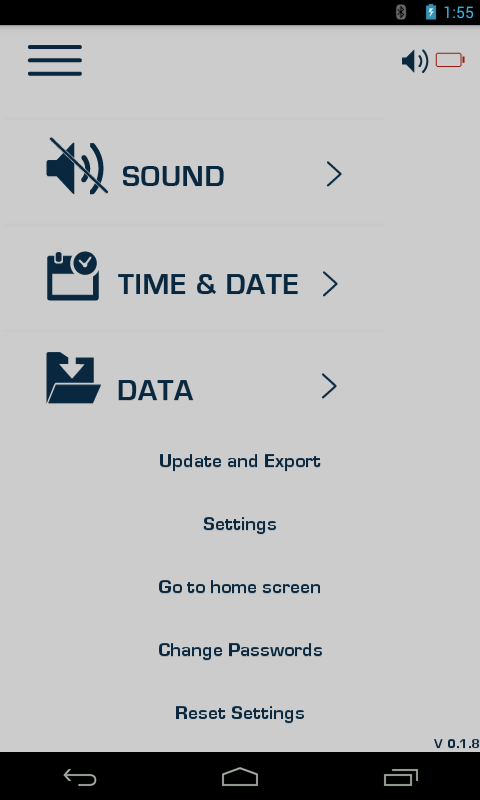 1:55
SOUND
TIME & DATE
DATA
Update and Export
Settings
Go to home screen
Change Passwords
Reset Settings
V 0.1.8